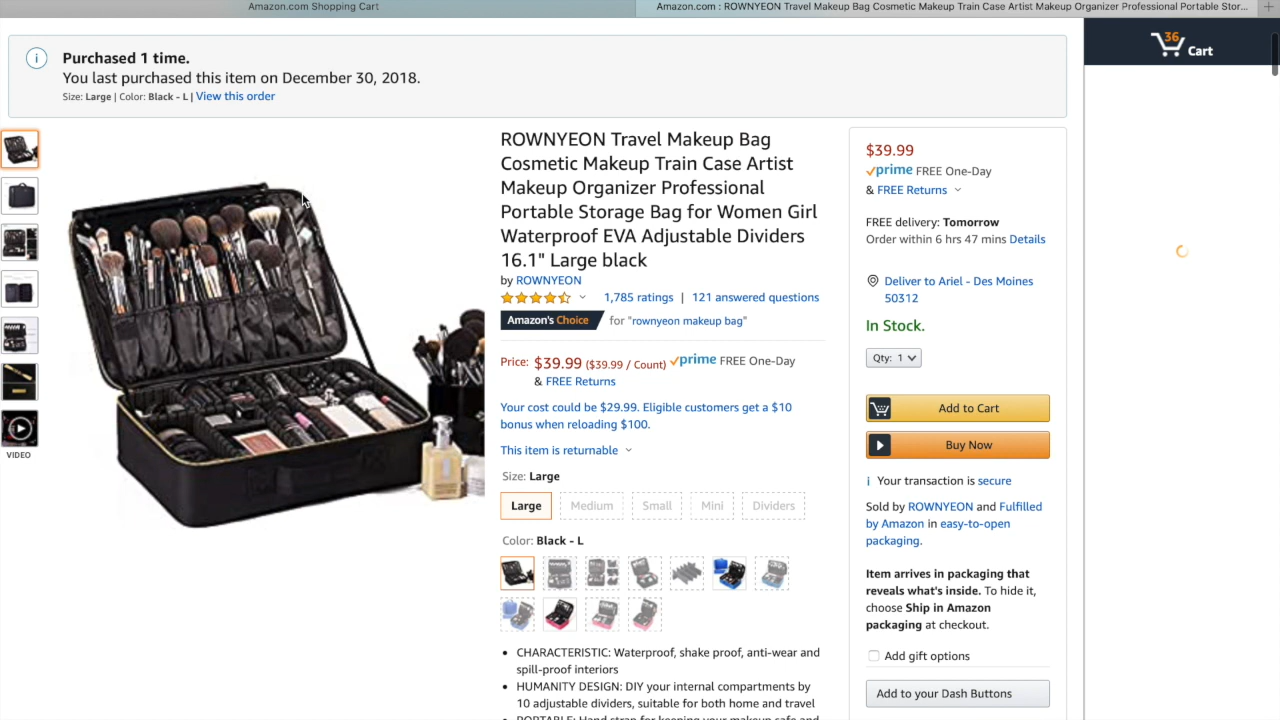 Amazon.com Shopping Cart
Amazon.com : ROWNYEON Travel Makeup Bag Cosmetic Makeup Train Case Artist Makeup Organizer Professional Portable Stor...
Purchased 1 time.
You last purchased this item on December 30, 2018.
Size: Large | Color: Black - L | View this order
36
Cart
VIDEO
ROWNYEON Travel Makeup Bag
Cosmetic Makeup Train Case Artist
Makeup Organizer Professional
Portable Storage Bag for Women Girl
Waterproof EVA Adjustable Dividers
16.1" Large black
by ROWNYEON
1,785 ratings | 121 answered questions
Amazon's Choice for "rownyeon makeup bag"
Price: $39.99 ($39.99 / Count) prime FREE One-Day
& FREE Returns
Your cost could be $29.99. Eligible customers get a $10
bonus when reloading $100.
This item is returnable
Size: Large
Large Medium Small Mini Dividers
Color: Black - L
• CHARACTERISTIC: Waterproof, shake proof, anti-wear and
spill-proof interiors
• HUMANITY DESIGN: DIY your internal compartments by
10 adjustable dividers, suitable for both home and travel
• PORTABLE: Hand strap for keeping your makeup safe and
$39.99
prime FREE One-Day
& FREE Returns
FREE delivery: Tomorrow
Order within 6 hrs 47 mins Details
Deliver to Ariel - Des Moines
50312
In Stock.
Qty: 1
Add to Cart
Buy Now
Your transaction is secure
Sold by ROWNYEON and Fulfilled
by Amazon in easy-to-open
packaging.
Item arrives in packaging that
reveals what's inside. To hide it,
choose Ship in Amazon
packaging at checkout.
Add gift options
Add to your Dash Buttons